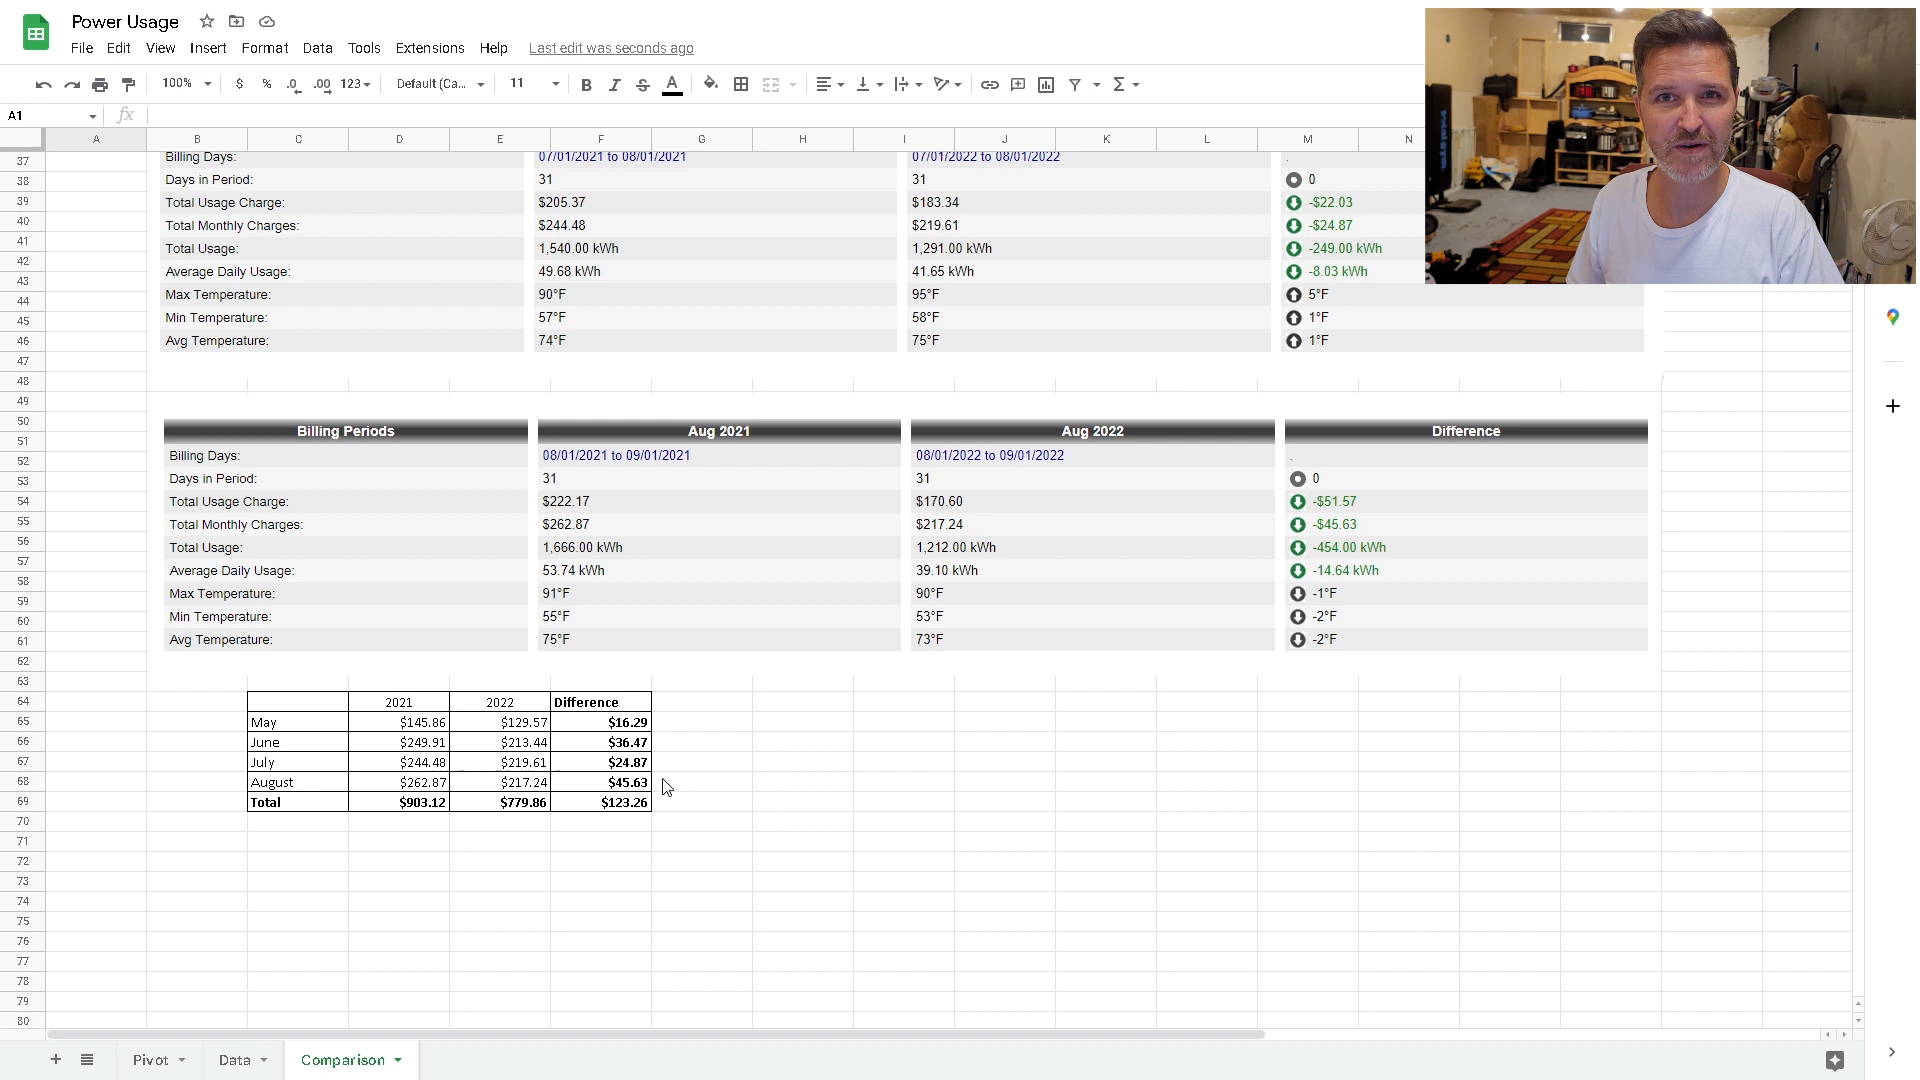 Power Usage
File Edit View Insert Format Data Tools Extensions Help Last edit was seconds ago
100% $ % .0 .00 123 Default (Ca... 11 B I S A
A1 fx
A B C D E F G H I J K L M N
37 Billing Days: 07/01/2021 to 08/01/2021 07/01/2022 to 08/01/2022 .
38 Days in Period: 31 31 0
39 Total Usage Charge: $205.37 $183.34 -$22.03
40 Total Monthly Charges: $244.48 $219.61 -$24.87
41 Total Usage: 1,540.00 kWh 1,291.00 kWh -249.00 kWh
42 Average Daily Usage: 49.68 kWh 41.65 kWh -8.03 kWh
43
44 Max Temperature: 90°F 95°F 5°F
45 Min Temperature: 57°F 58°F 1°F
46 Avg Temperature: 74°F 75°F 1°F
47
48
49
50 Billing Periods Aug 2021 Aug 2022 Difference
51
52 Billing Days: 08/01/2021 to 09/01/2021 08/01/2022 to 09/01/2022 .
53 Days in Period: 31 31 0
54 Total Usage Charge: $222.17 $170.60 -$51.57
55 Total Monthly Charges: $262.87 $217.24 -$45.63
56 Total Usage: 1,666.00 kWh 1,212.00 kWh -454.00 kWh
57 Average Daily Usage: 53.74 kWh 39.10 kWh -14.64 kWh
58
59 Max Temperature: 91°F 90°F -1°F
60 Min Temperature: 55°F 53°F -2°F
61 Avg Temperature: 75°F 73°F -2°F
62
63
64 2021 2022 Difference
65 May $145.86 $129.57 $16.29
66 June $249.91 $213.44 $36.47
67 July $244.48 $219.61 $24.87
68 August $262.87 $217.24 $45.63
69 Total $903.12 $779.86 $123.26
70
71
72
73
74
75
76
77
78
79
80
Pivot Data Comparison